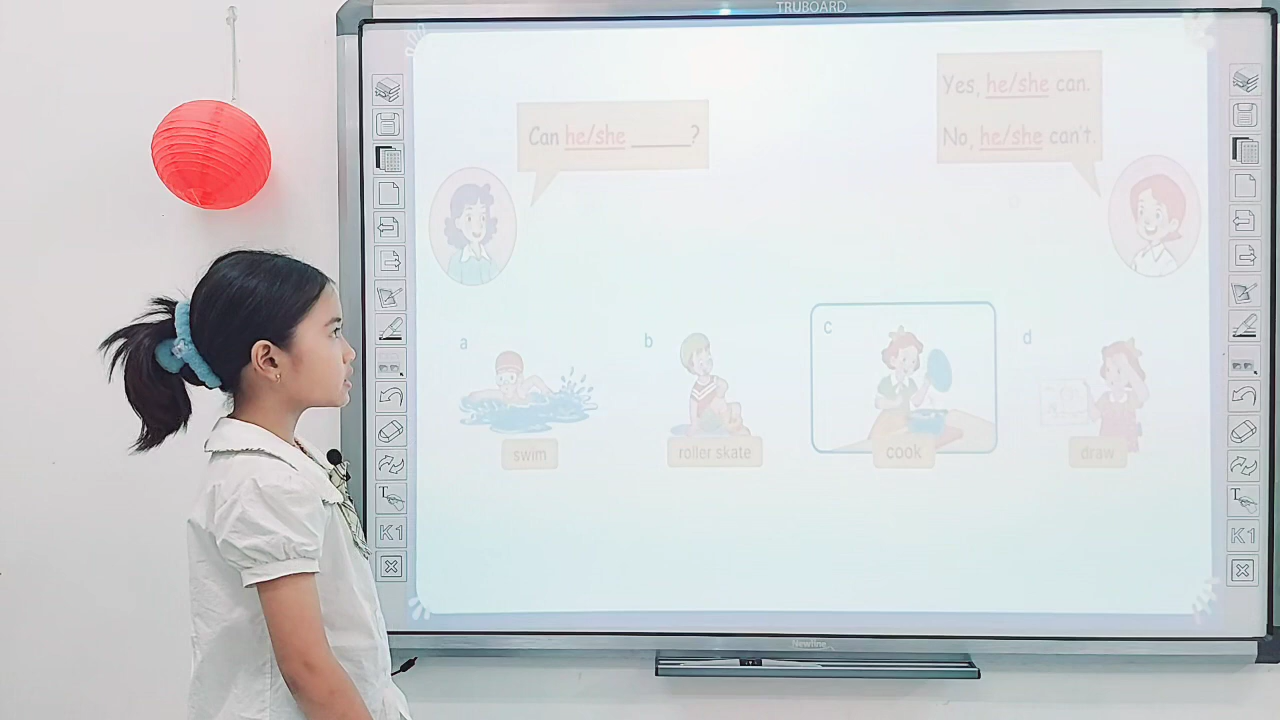 TRUBOARD
Can he/she ______?
Yes, he/she can.
No, he/she can't.
a
b
c
d
swim
roller skate
cook
draw
T
T
K1
K1
Newline